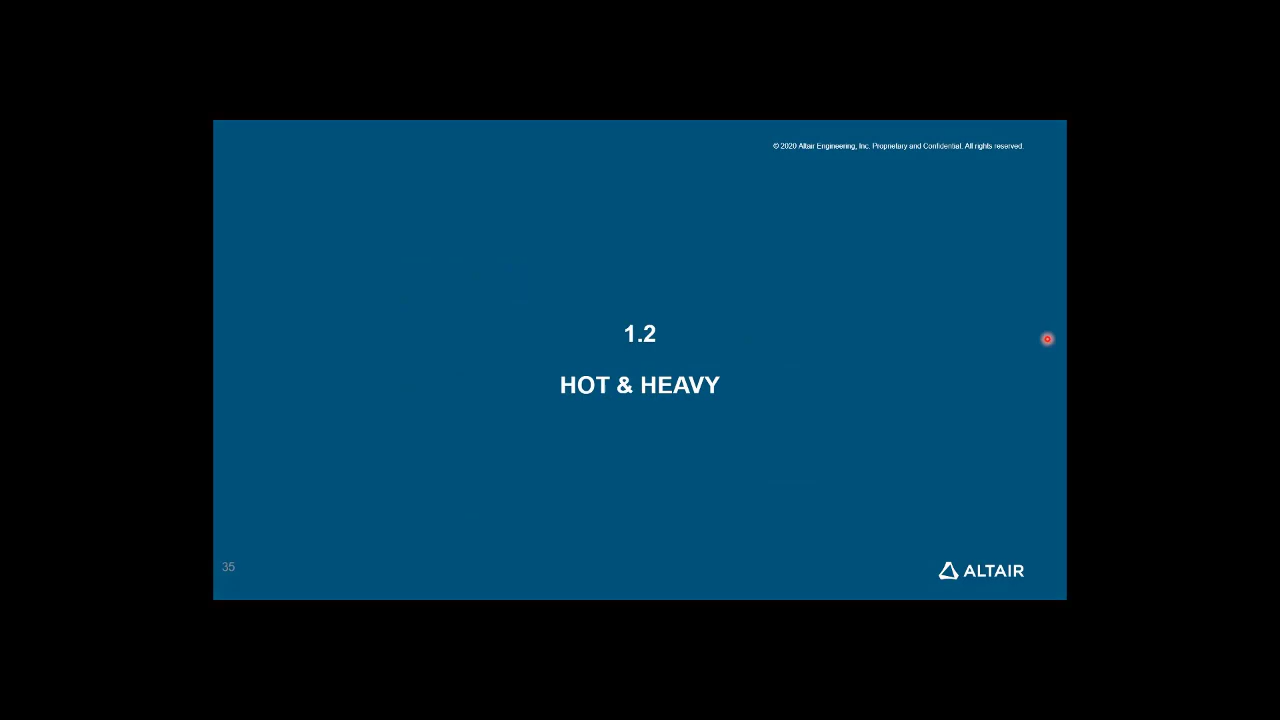 © 2020 Altair Engineering, Inc. Proprietary and Confidential. All rights reserved.
1.2
HOT & HEAVY
35
ALTAIR